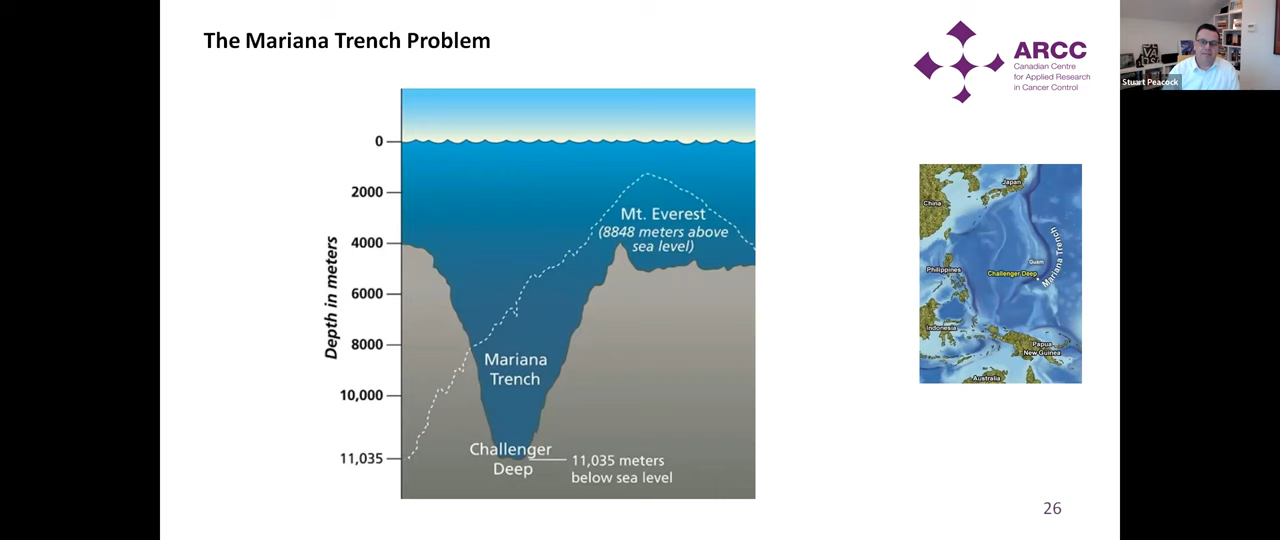 The Mariana Trench Problem
ARCC
Canadian Centre
for Applied Research
in Cancer Control
Stuart Peacock
0
2000
4000
6000
8000
10,000
11,035
Depth in meters
Mt. Everest
(8848 meters above
sea level)
Mariana
Trench
Challenger
Deep
11,035 meters
below sea level
Japan
China
Mariana Trench
Guam
Challenger Deep
Philippines
Indonesia
Papua
New Guinea
Australia
26